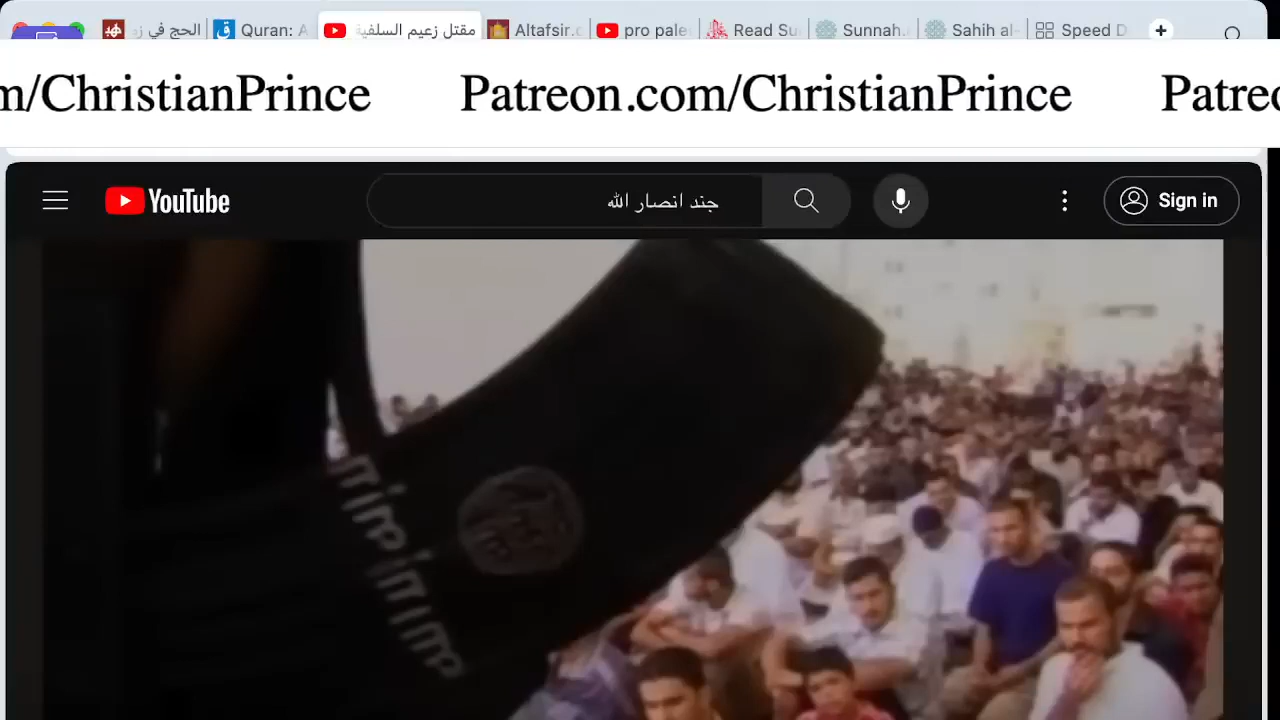 الحج في ز
Quran: A
مقتل زعيم السلفية
Altafsir.c
pro pale
Read Su
Sunnah.
Sahih al-
Speed D
m/ChristianPrince Patreon.com/ChristianPrince Patreo
YouTube
جند انصار الله
Sign in